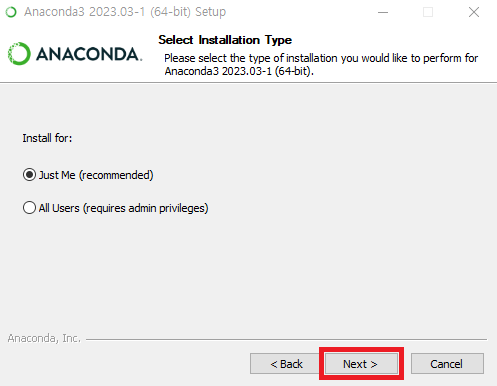 Anaconda3 2023.03-1 (64-bit) Setup
ANACONDA.
Select Installation Type
Please select the type of installation you would like to perform for
Anaconda3 2023.03-1 (64-bit).
Install for:
Just Me (recommended)
All Users (requires admin privileges)
Anaconda, Inc.
< Back
Next >
Cancel